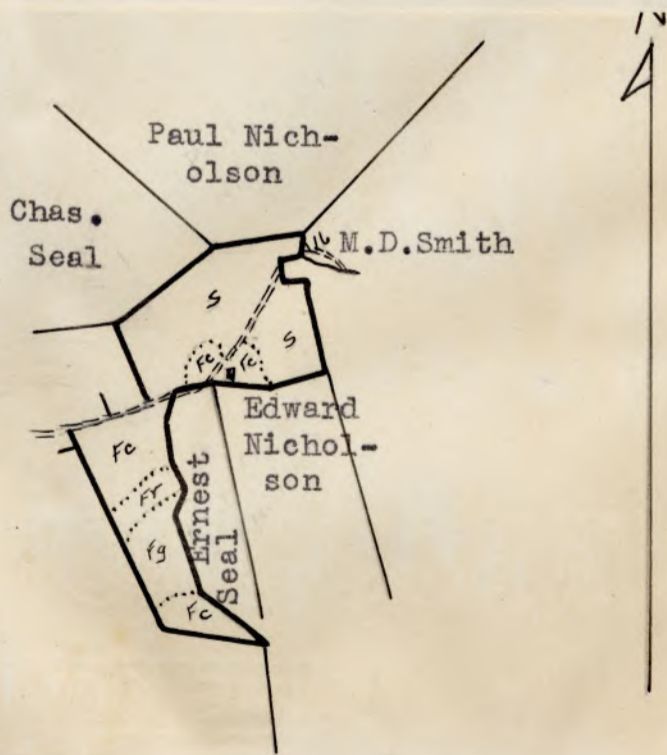 N
Paul Nich-
olson
Chas.
Seal
M.D.Smith
S
S
Fc
Fc
Edward
Nichol-
son
Ernest
Seal
Fc
Fr
Fg
Fc